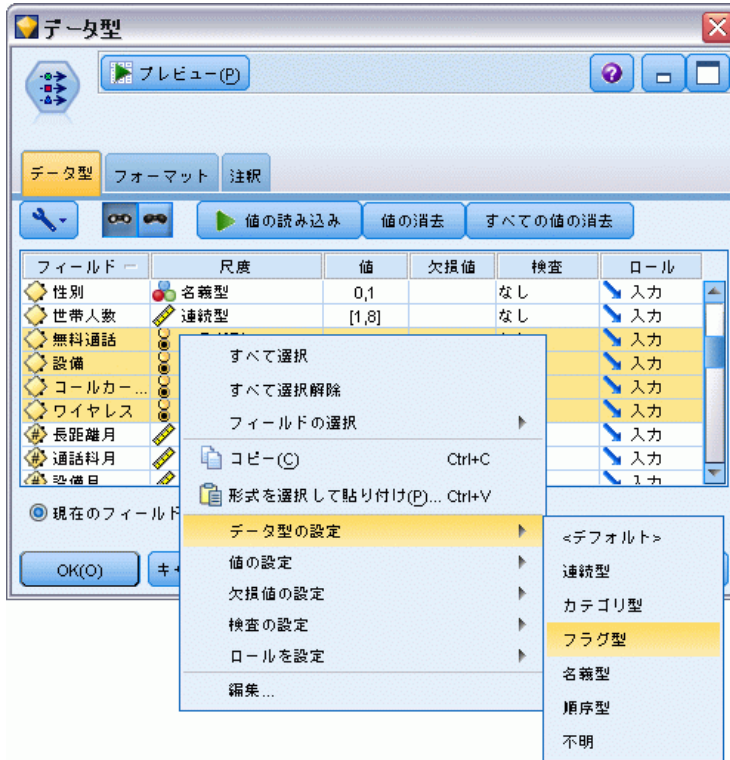 データ型
プレビュー(P)
データ型 フォーマット 注釈
値の読み込み 値の消去 すべての値の消去
フィールド 尺度 値 欠損値 検査 ロール
性別 名義型 0,1 なし 入力
世帯人数 連続型 [1,8] なし 入力
無料通話 入力
設備 入力
コールカー... 入力
ワイヤレス 入力
長距離月 入力
通話料月 入力
設備月 入力
すべて選択
すべて選択解除
フィールドの選択
コピー(C) Ctrl+C
形式を選択して貼り付け(P)... Ctrl+V
データ型の設定
値の設定
欠損値の設定
検査の設定
ロールを設定
編集...
<デフォルト>
連続型
カテゴリ型
フラグ型
名義型
順序型
不明
現在のフィールド
OK(O) キ